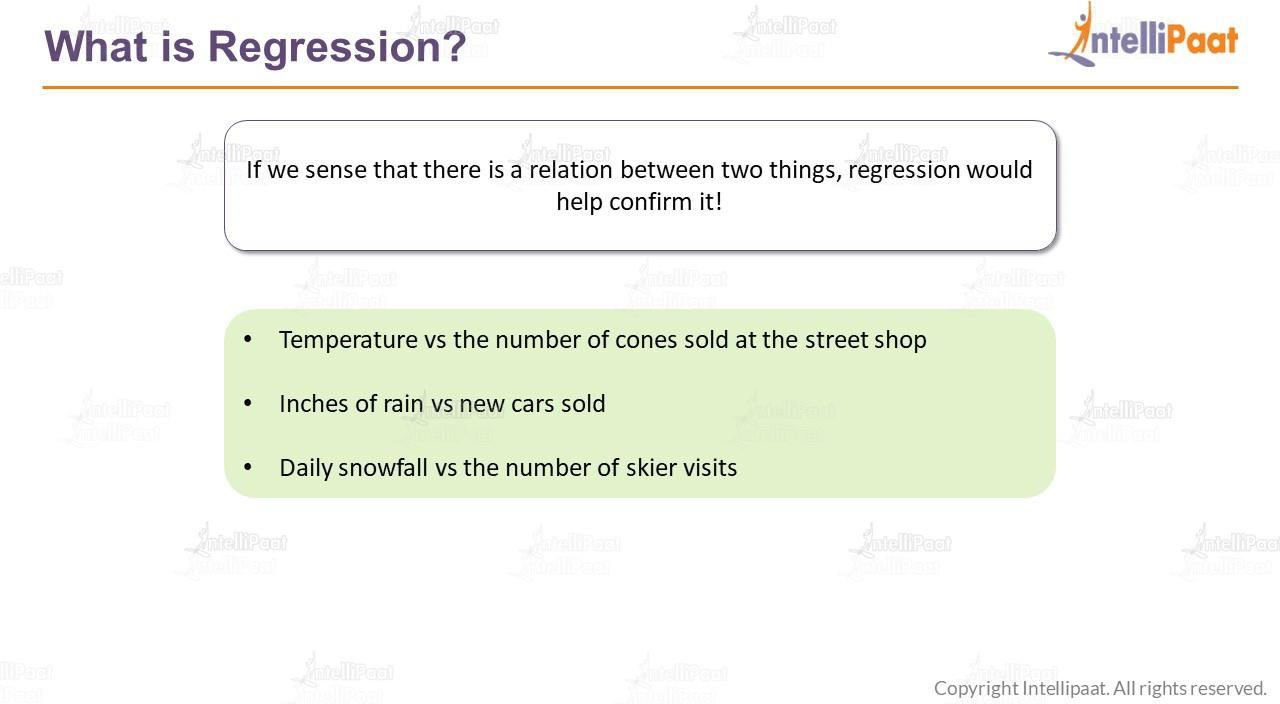 What is Regression?
IntelliPaat
If we sense that there is a relation between two things, regression would
help confirm it!
• Temperature vs the number of cones sold at the street shop
• Inches of rain vs new cars sold
• Daily snowfall vs the number of skier visits
Copyright Intellipaat. All rights reserved.